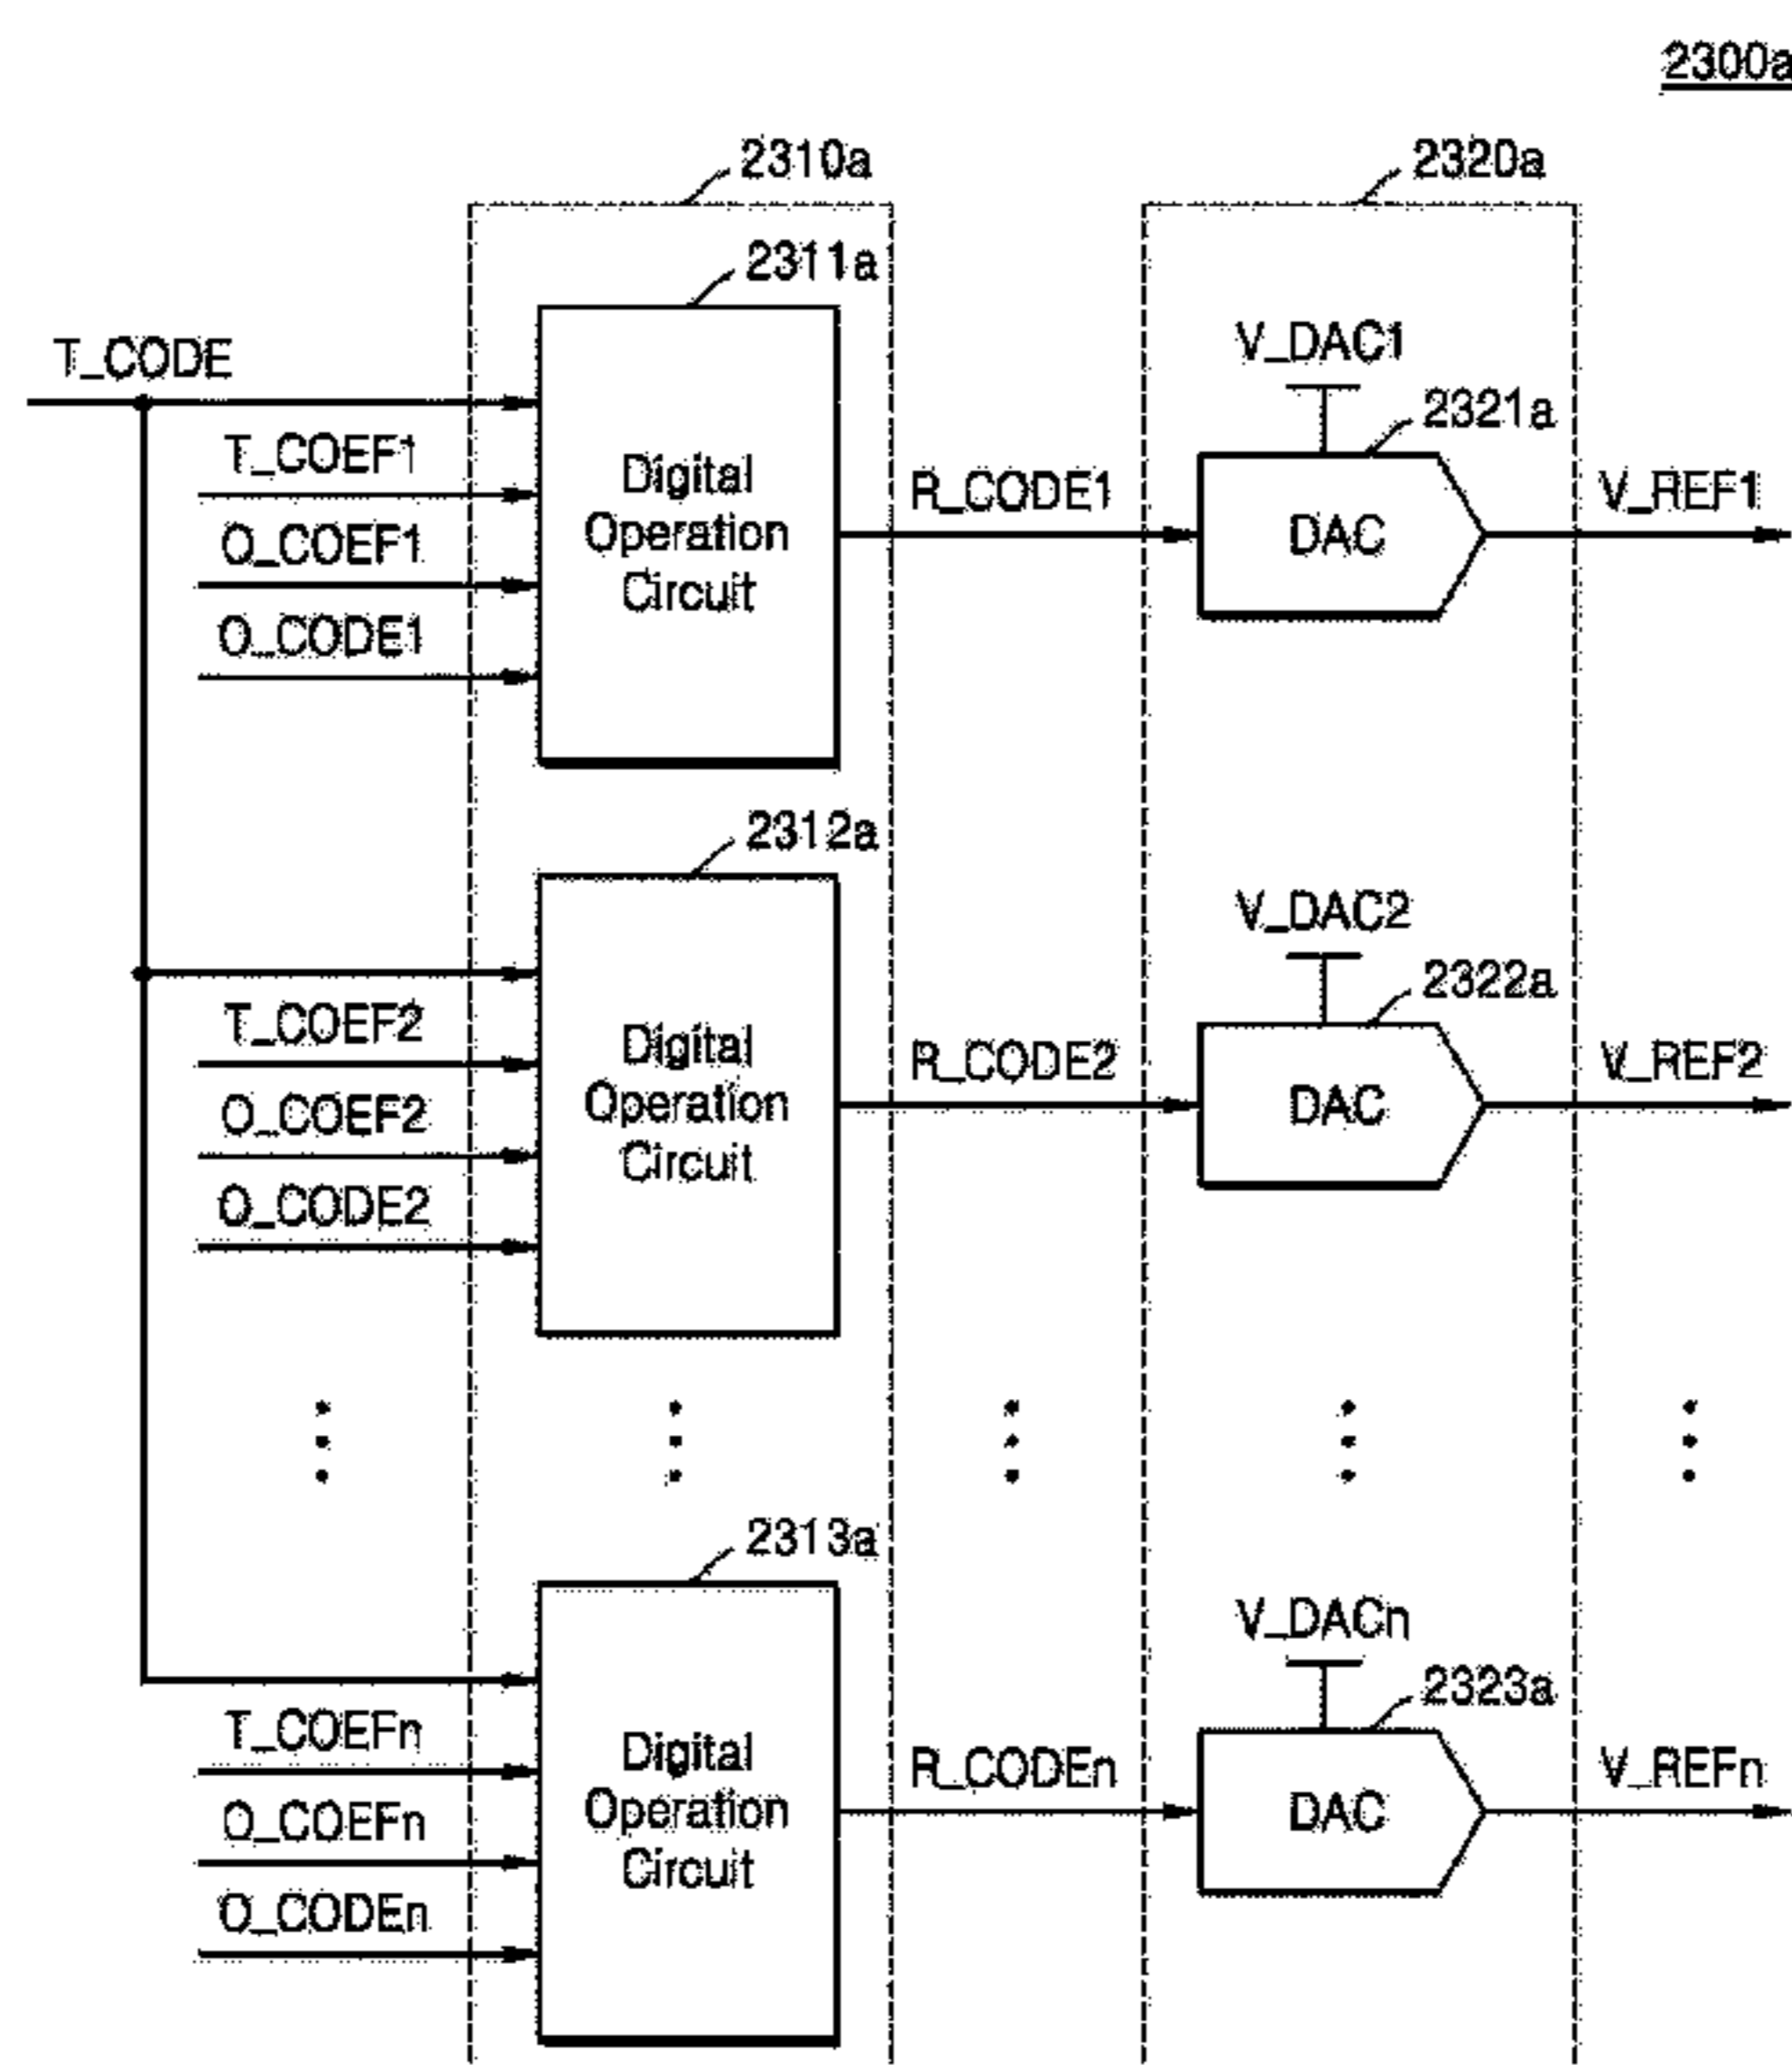 2300a
2310a
2320a
2311a
T_CODE
V_DAC1
2321a
T_COEF1
Digital
Operation
Circuit
R_CODE1
DAC
V_REF1
O_COEF1
O_CODE1
2312a
V_DAC2
2322a
T_COEF2
Digital
Operation
Circuit
R_CODE2
DAC
V_REF2
O_COEF2
O_CODE2
2313a
V_DACn
2323a
T_COEFn
Digital
Operation
Circuit
R_CODEn
DAC
V_REFn
O_COEFn
O_CODEn